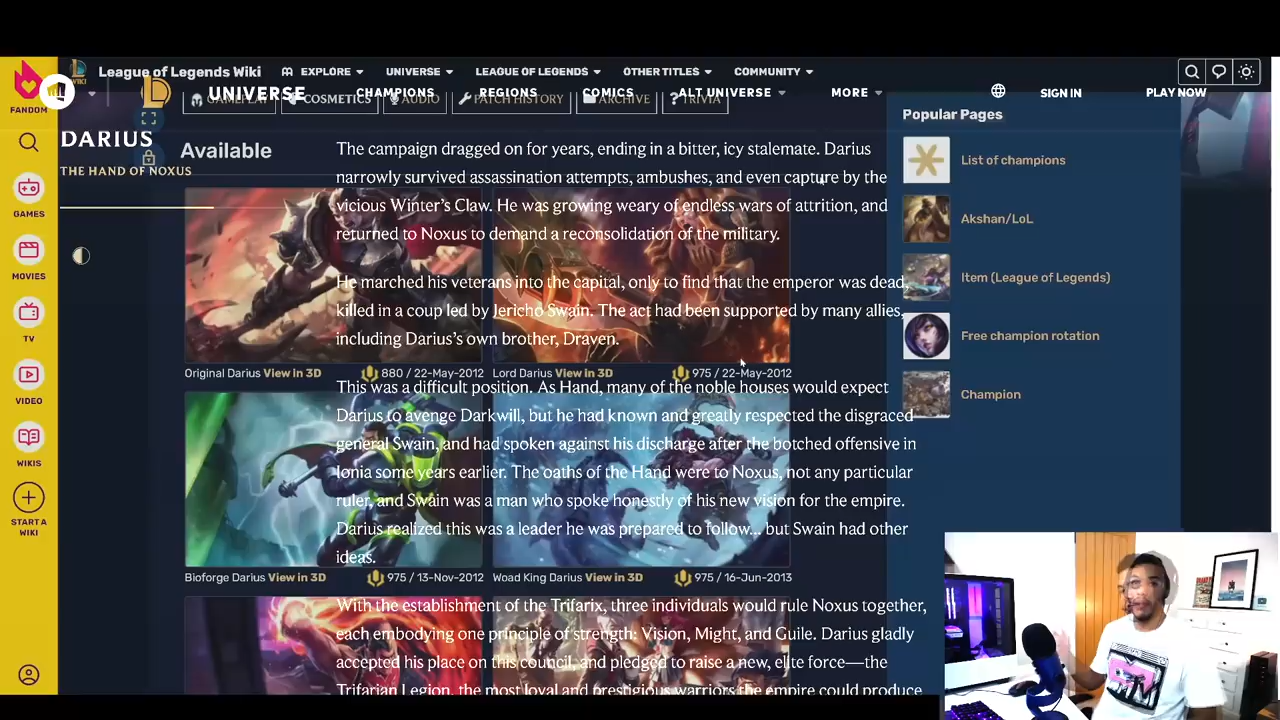 League of Legends Wiki
EXPLORE
UNIVERSE
LEAGUE OF LEGENDS
OTHER TITLES
COMMUNITY
FANDOM
UNIVERSE
CHAMPIONS
REGIONS
COMICS
ALT UNIVERSE
MORE
SIGN IN
PLAY NOW
GAMEPLAY
COSMETICS
AUDIO
PATCH HISTORY
ARCHIVE
TRIVIA
DARIUS
THE HAND OF NOXUS
Available
The campaign dragged on for years, ending in a bitter, icy stalemate. Darius
narrowly survived assassination attempts, ambushes, and even capture by the
vicious Winter's Claw. He was growing weary of endless wars of attrition, and
returned to Noxus to demand a reconsolidation of the military.
He marched his veterans into the capital, only to find that the emperor was dead,
killed in a coup led by Jericho Swain. The act had been supported by many allies,
including Darius's own brother, Draven.
Original Darius View in 3D
880 / 22-May-2012
Lord Darius View in 3D
975 / 22-May-2012
This was a difficult position. As Hand, many of the noble houses would expect
Darius to avenge Darkwill, but he had known and greatly respected the disgraced
general Swain, and had spoken against his discharge after the botched offensive in
Ionia some years earlier. The oaths of the Hand were to Noxus, not any particular
ruler, and Swain was a man who spoke honestly of his new vision for the empire.
Darius realized this was a leader he was prepared to follow... but Swain had other
ideas.
Bioforge Darius View in 3D
975 / 13-Nov-2012
Woad King Darius View in 3D
975 / 16-Jun-2013
With the establishment of the Trifarix, three individuals would rule Noxus together,
each embodying one principle of strength: Vision, Might, and Guile. Darius gladly
accepted his place on this council, and pledged to raise a new, elite force—the
Trifarian Legion, the most loyal and prestigious warriors the empire could produce
Popular Pages
List of champions
Akshan/LoL
Item (League of Legends)
Free champion rotation
Champion
GAMES
MOVIES
TV
VIDEO
WIKIS
START A
WIKI